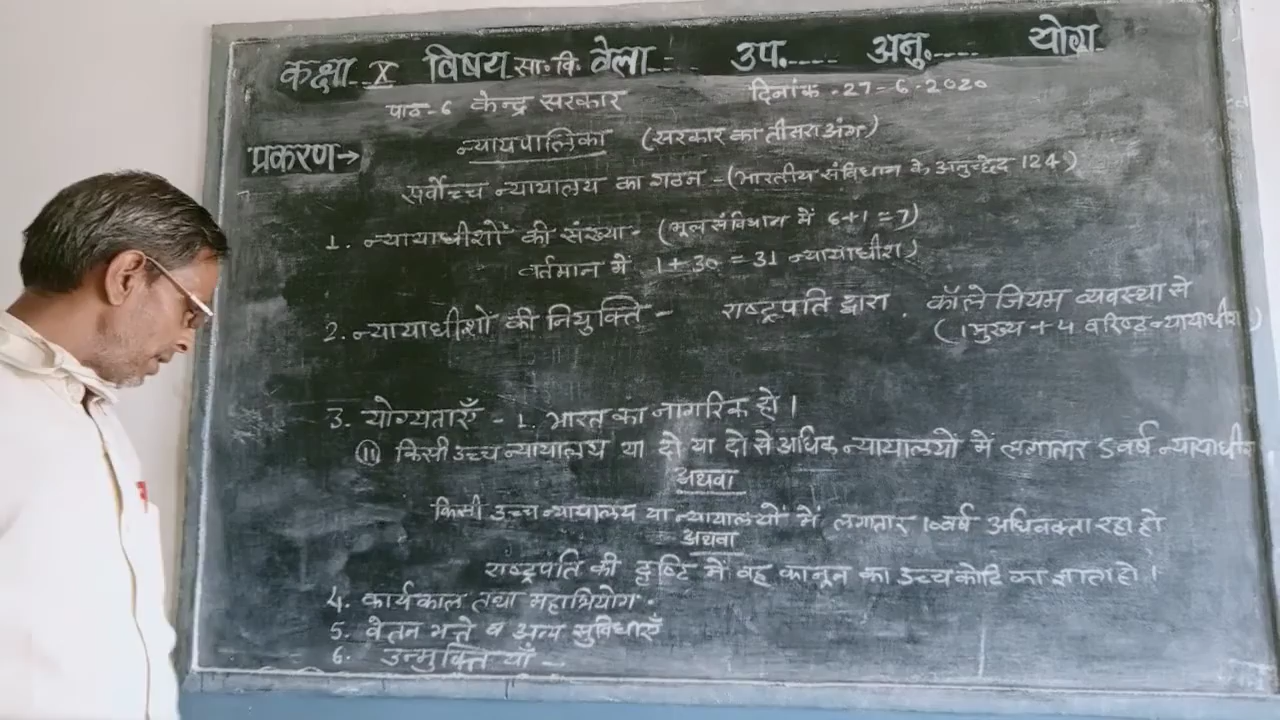 कक्षा..X विषय सा. वि. वेला.... उप..... अनु..... योग
पाठ-6 केन्द्र सरकार दिनांक -27-6-2020
प्रकरण→ न्यायपालिका (सरकार का तीसरा अंग)
सर्वोच्च न्यायालय का गठन -(भारतीय संविधान के अनुच्छेद 124)
1. न्यायाधीशों की संख्या- (मूल संविधान में 6+1=7)
वर्तमान में 1+30 = 31 न्यायाधीश)
2. न्यायाधीशों की नियुक्ति - राष्ट्रपति द्वारा. कॉलेजियम व्यवस्था से
(1 मुख्य + 4 वरिष्ठ न्यायाधीश)
3. योग्यताएँ - 1. भारत का नागरिक हो।
(11) किसी उच्च न्यायालय या दो या दो से अधिक न्यायालयों में लगातार 5 वर्ष न्यायाधीश
अथवा
किसी उच्च न्यायालय या न्यायालयों में लगातार 10 वर्ष अधिवक्ता रहा हो
अथवा
राष्ट्रपति की दृष्टि में वह कानून का उच्च कोटि का ज्ञाता हो।
4. कार्यकाल तथा महाभियोग.
5. वेतन भत्ते व अन्य सुविधाएँ
6. उन्मुक्तियाँ -